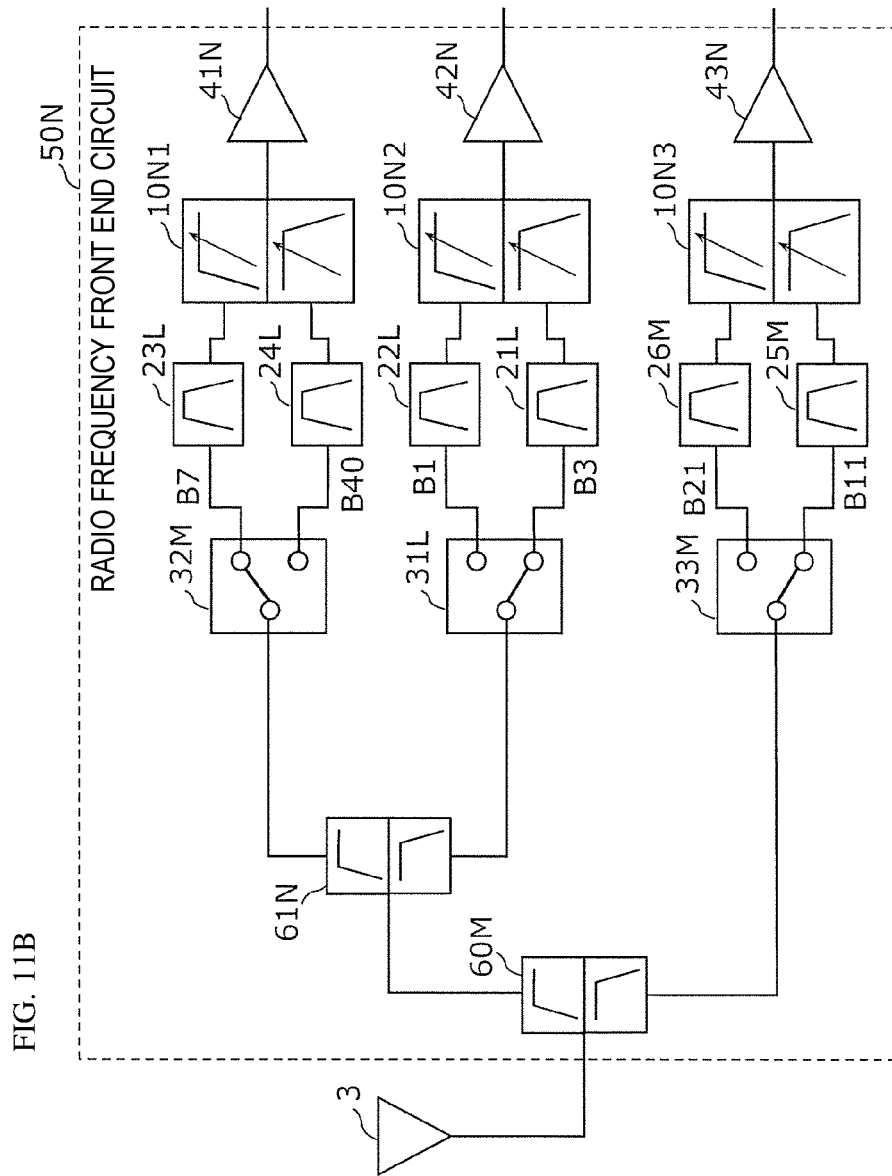 FIG. 11B
50N
RADIO FREQUENCY FRONT END CIRCUIT
41N
10N1
23L
24L
B7
B40
32M
42N
10N2
22L
21L
B1
B3
31L
43N
10N3
26M
25M
B21
B11
33M
61N
60M
3